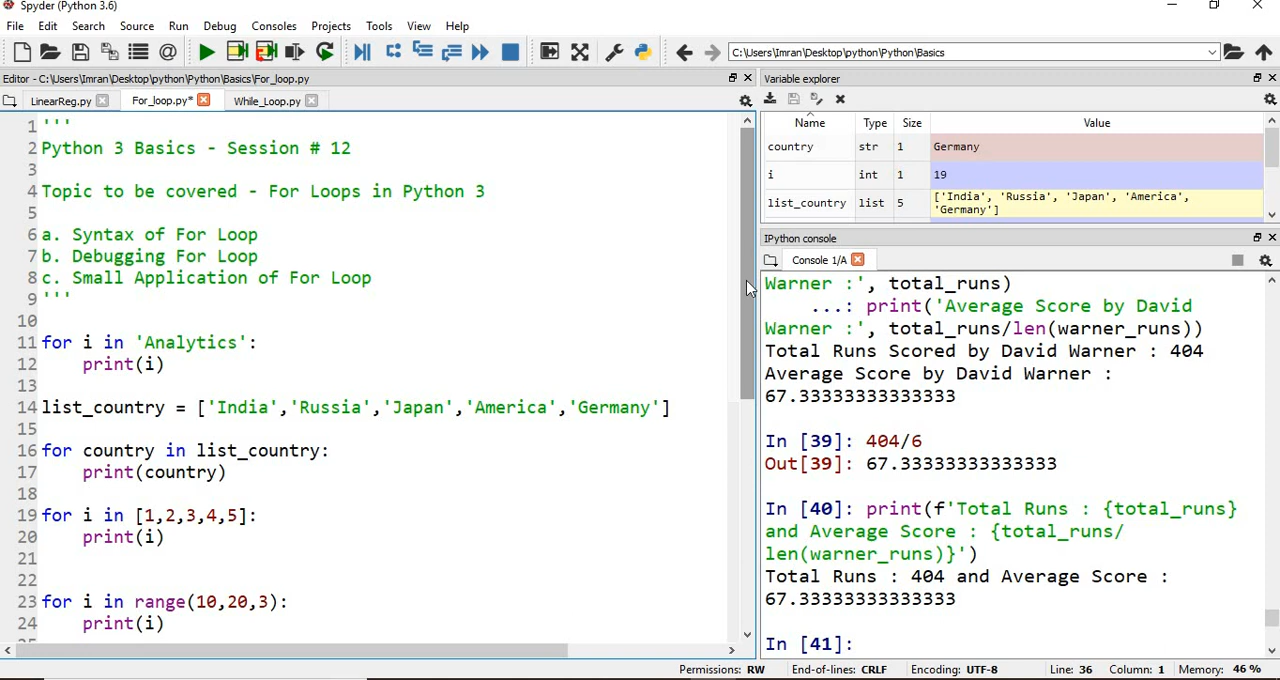 Spyder (Python 3.6)
File Edit Search Source Run Debug Consoles Projects Tools View Help
C:\Users\Imran\Desktop\python\Python\Basics
Editor - C:\Users\Imran\Desktop\python\Python\Basics\For_loop.py
LinearReg.py For_loop.py* While_Loop.py
1 '''
2 Python 3 Basics - Session # 12
3
4 Topic to be covered - For Loops in Python 3
5
6 a. Syntax of For Loop
7 b. Debugging For Loop
8 c. Small Application of For Loop
9 '''
10
11 for i in 'Analytics':
12     print(i)
13
14 list_country = ['India','Russia','Japan','America','Germany']
15
16 for country in list_country:
17     print(country)
18
19 for i in [1,2,3,4,5]:
20     print(i)
21
22
23 for i in range(10,20,3):
24     print(i)
25
Variable explorer
Name Type Size Value
country str 1 Germany
i int 1 19
list_country list 5 ['India', 'Russia', 'Japan', 'America',
'Germany']
IPython console
Console 1/A
Warner :', total_runs)
    ...: print('Average Score by David
Warner :', total_runs/len(warner_runs))
Total Runs Scored by David Warner : 404
Average Score by David Warner :
67.33333333333333
In [39]: 404/6
Out[39]: 67.33333333333333
In [40]: print(f'Total Runs : {total_runs}
and Average Score : {total_runs/
len(warner_runs)}')
Total Runs : 404 and Average Score :
67.33333333333333
In [41]:
Permissions: RW End-of-lines: CRLF Encoding: UTF-8 Line: 36 Column: 1 Memory: 46 %